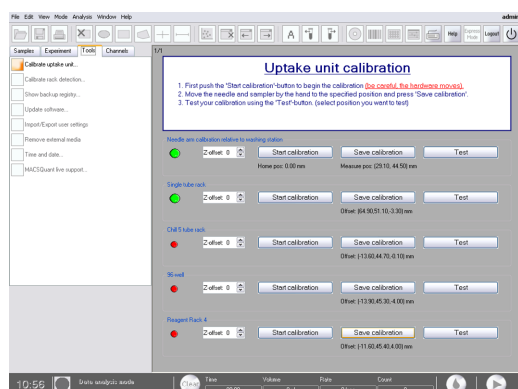 File Edit View Mode Analysis Window Help
admin
Help
Express Mode
Logout
Samples Experiment Tools Channels
1/1
Calibrate uptake unit...
Calibrate rack detection...
Show backup registry...
Update software...
Import/Export user settings
Remove external media
Time and date...
MACSQuant live support...
Uptake unit calibration
1. First push the 'Start calibration'-button to begin the calibration (be careful, the hardware moves).
2. Move the needle and sampler by the hand to the specified position and press 'Save calibration'.
3. Test your calibration using the "Test"-button. (select position you want to test)
Needle arm calibration relative to washing station
Z-offset: 0 Start calibration Save calibration Test
Home pos: 0.00 mm Measure pos: (29.10, 44.50) mm
Single tube rack
Z-offset: 0 Start calibration Save calibration Test
Offset: (64.90,51.10,-3.30) mm
Chill 5 tube rack
Z-offset: 0 Start calibration Save calibration Test
Offset: (-13.60,44.70,-0.10) mm
96-well
Z-offset: 0 Start calibration Save calibration Test
Offset: (-13.90,45.30,-4.00) mm
Reagent Rack 4
Z-offset: 0 Start calibration Save calibration Test
Offset: (-11.60,45.40,4.00) mm
10:56 Data analysis mode Clean Time Volume Rate Count